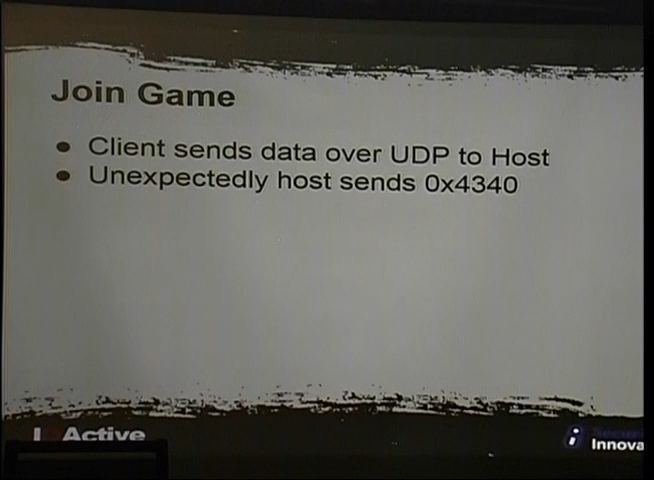 Join Game
Client sends data over UDP to Host
Unexpectedly host sends 0x4340
Active
Innova